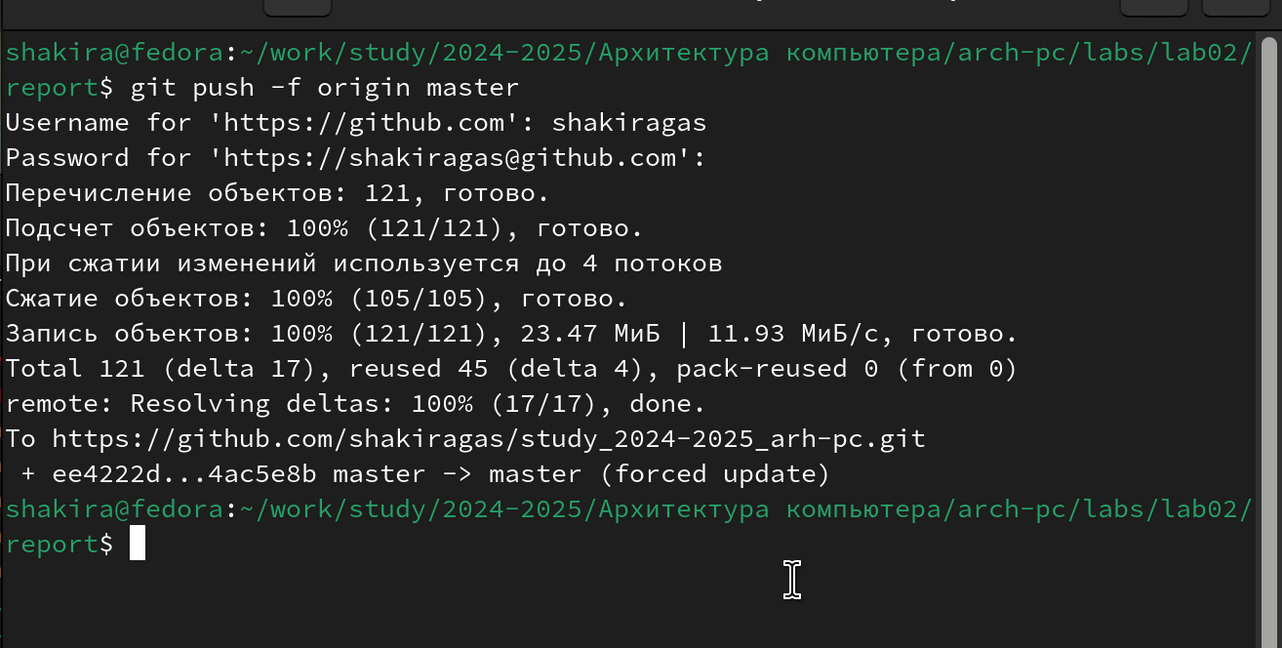 shakira@fedora:~/work/study/2024-2025/Архитектура компьютера/arch-pc/labs/lab02/
report$ git push -f origin master
Username for 'https://github.com': shakiragas
Password for 'https://shakiragas@github.com':
Перечисление объектов: 121, готово.
Подсчет объектов: 100% (121/121), готово.
При сжатии изменений используется до 4 потоков
Сжатие объектов: 100% (105/105), готово.
Запись объектов: 100% (121/121), 23.47 МиБ | 11.93 МиБ/с, готово.
Total 121 (delta 17), reused 45 (delta 4), pack-reused 0 (from 0)
remote: Resolving deltas: 100% (17/17), done.
To https://github.com/shakiragas/study_2024-2025_arh-pc.git
 + ee4222d...4ac5e8b master -> master (forced update)
shakira@fedora:~/work/study/2024-2025/Архитектура компьютера/arch-pc/labs/lab02/
report$